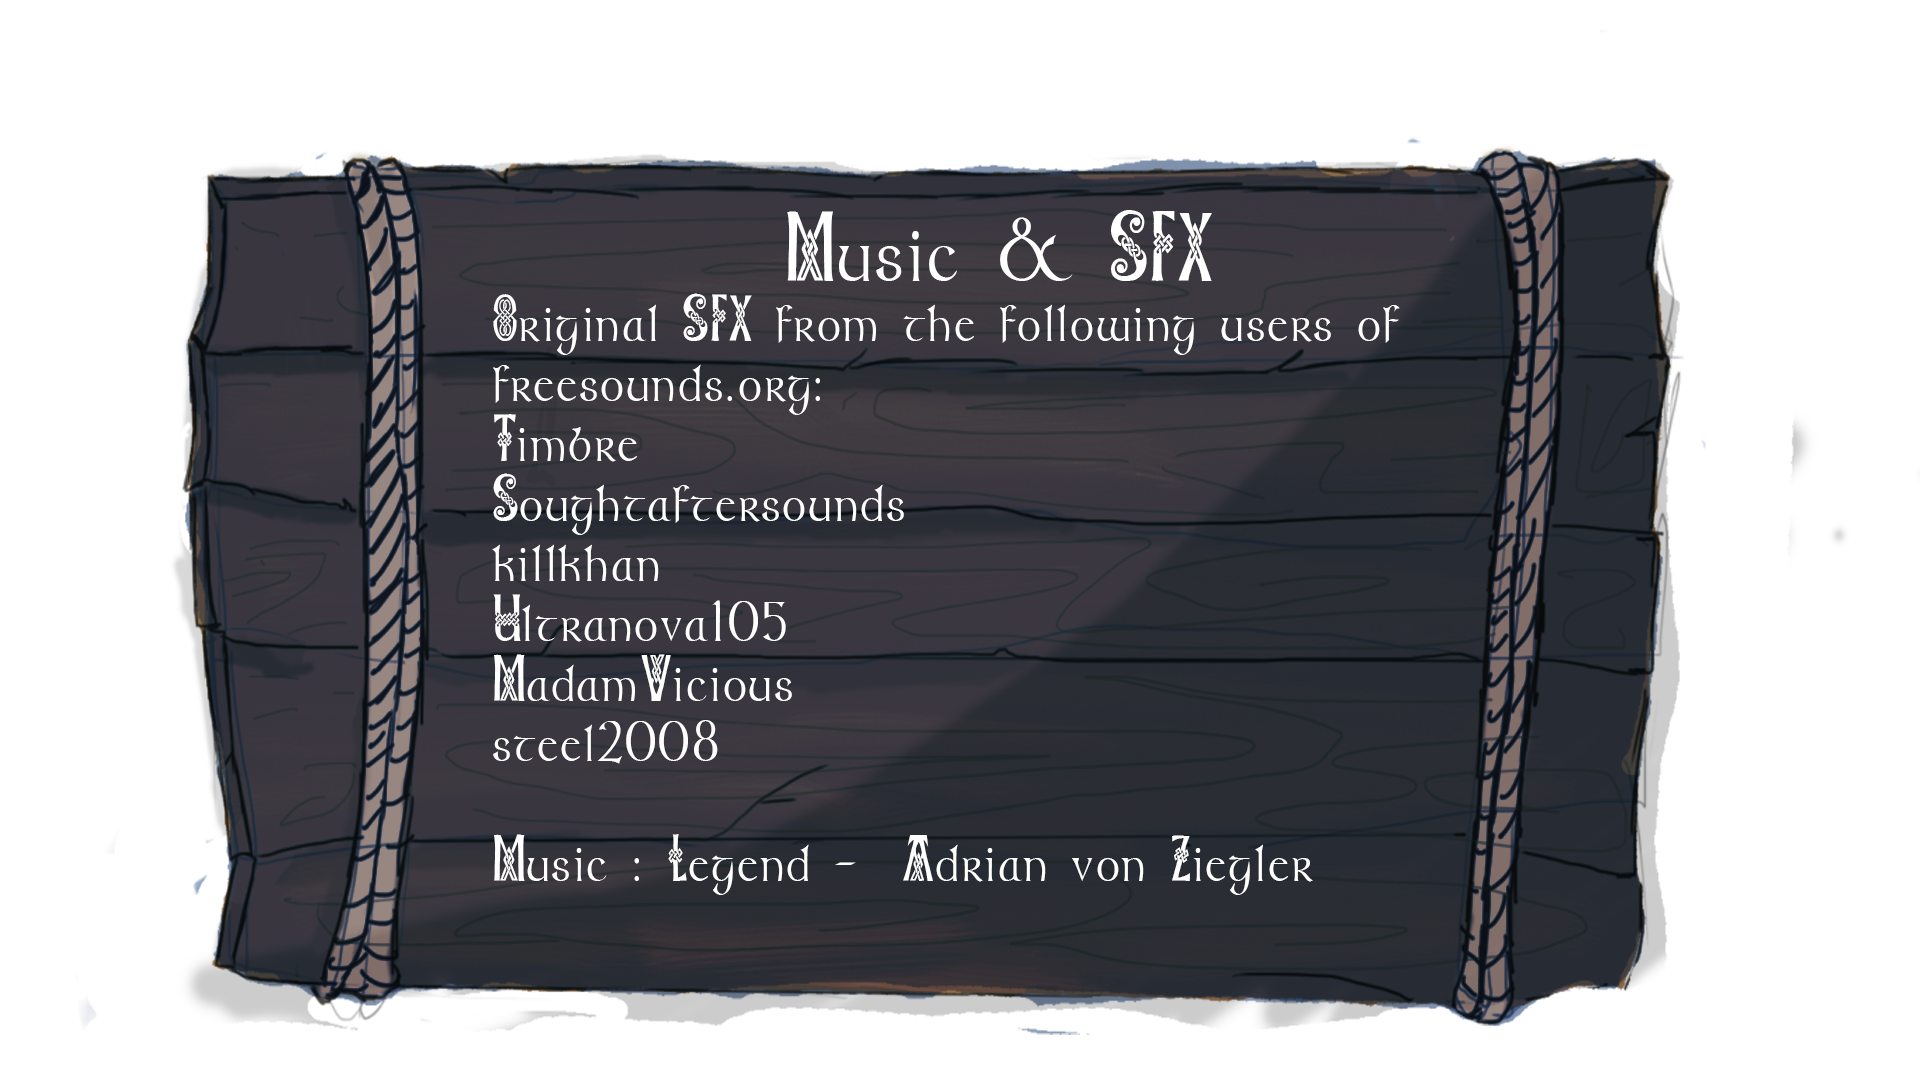 Music & SFX
Original SFX from the following users of
freesounds.org:
Timbre
Soughtaftersounds
killkhan
Ultranova105
MadamVicious
steel2008
Music : Legend - Adrian von Ziegler